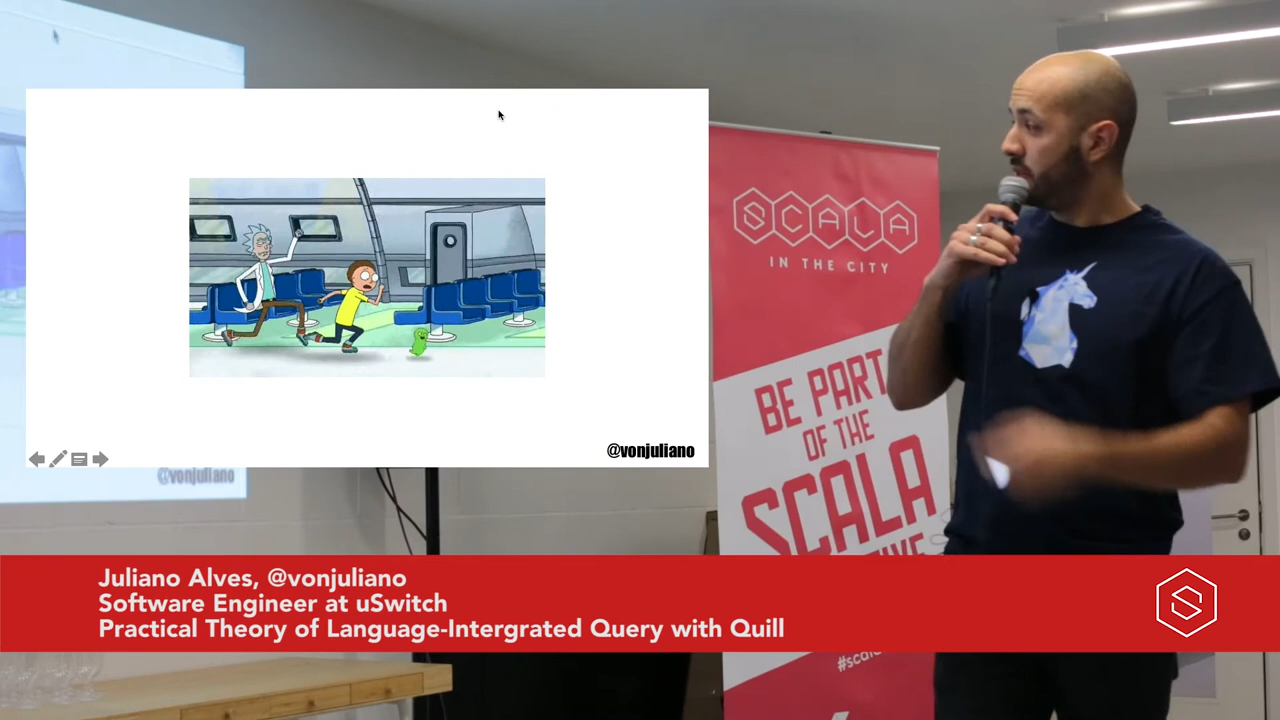 SCALA
IN THE CITY
BE PART
OF THE
SCALA
@vonjuliano
@vonjuliano
Juliano Alves, @vonjuliano
Software Engineer at uSwitch
Practical Theory of Language-Intergrated Query with Quill